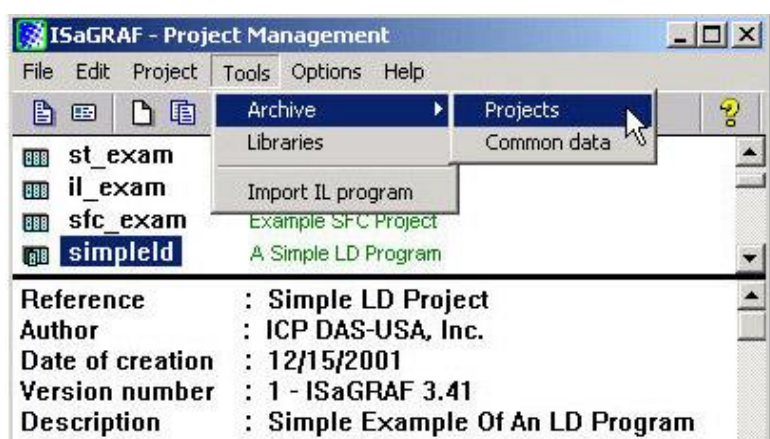 ISaGRAF - Project Management
File Edit Project Tools Options Help
Archive Projects
Libraries Common data
Import IL program
st_exam
il_exam
sfc_exam Example SFC Project
simpleld A Simple LD Program
Reference : Simple LD Project
Author : ICP DAS-USA, Inc.
Date of creation : 12/15/2001
Version number : 1 - ISaGRAF 3.41
Description : Simple Example Of An LD Program